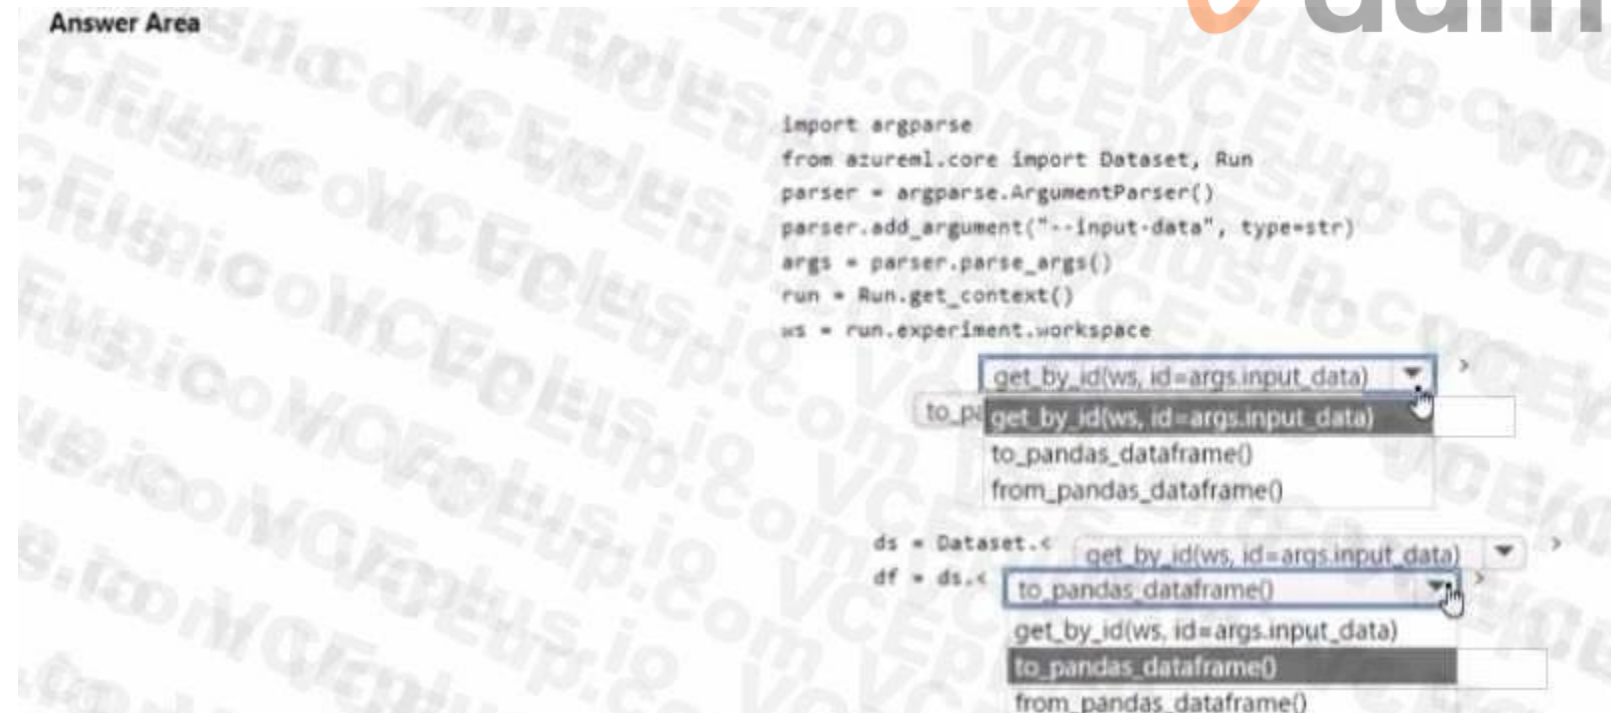 Answer Area
dum
import argparse
from azureml.core import Dataset, Run
parser = argparse.ArgumentParser()
parser.add_argument("--input-data", type=str)
args = parser.parse_args()
run = Run.get_context()
ws = run.experiment.workspace
get_by_id(ws, id=args.input_data) >
to_pa get_by_id(ws, id=args.input_data)
to_pandas_dataframe()
from_pandas_dataframe()
ds = Dataset.< get_by_id(ws, id=args.input_data) >
df = ds.< to_pandas_dataframe() >
get_by_id(ws, id=args.input_data)
to_pandas_dataframe()
from_pandas_dataframe()